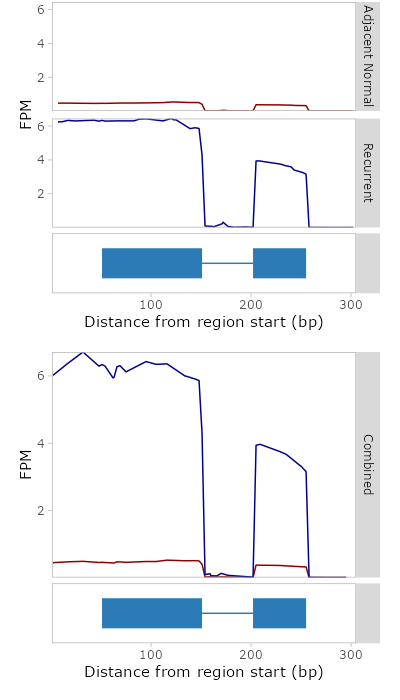 6
4
2
Adjacent Normal
FPM
6
4
2
Recurrent
100
200
300
Distance from region start (bp)
6
4
2
FPM
Combined
100
200
300
Distance from region start (bp)